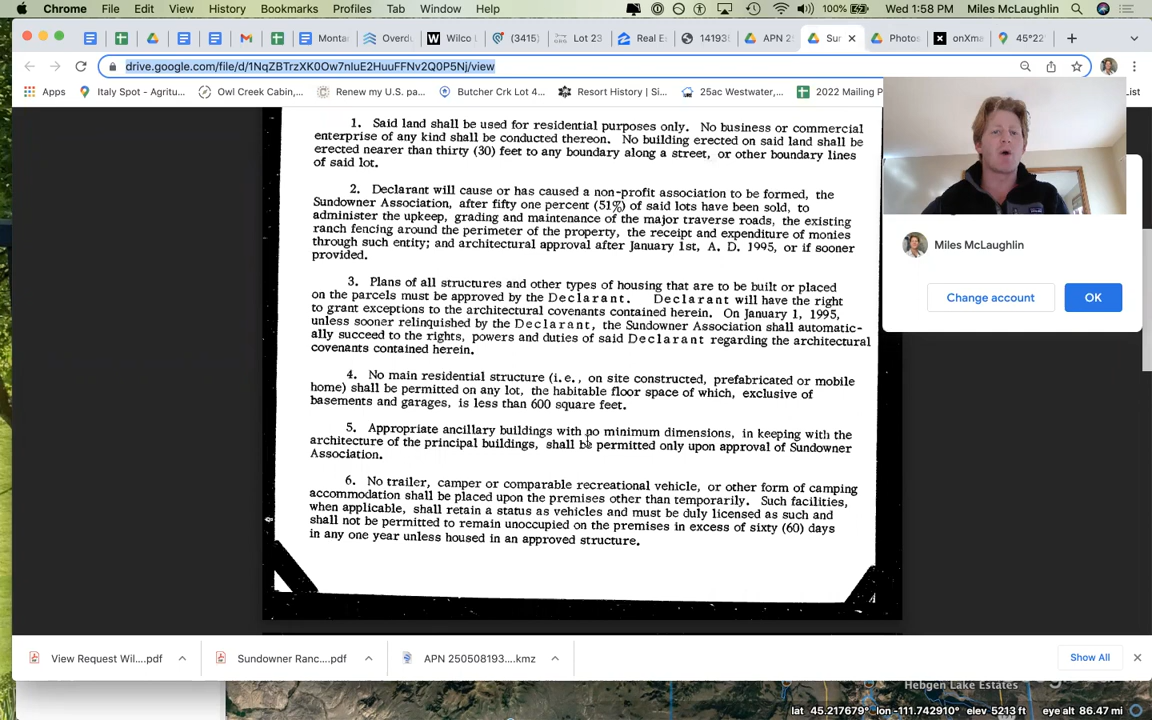 Chrome File Edit View History Bookmarks Profiles Tab Window Help 100% Wed 1:58 PM Miles McLaughlin
Montan Overdu Wilco L (3415) Lot 23 Real Es 14193 APN 2 Sun Photos onXma 45°22'
drive.google.com/file/d/1NqZBTrzXK0Ow7nIuE2HuuFFNv2Q0P5Nj/view
Apps Italy Spot - Agritu... Owl Creek Cabin,... Renew my U.S. pa... Butcher Crk Lot 4... Resort History | Si... 25ac Westwater,... 2022 Mailing P List
1. Said land shall be used for residential purposes only. No business or commercial
enterprise of any kind shall be conducted thereon. No building erected on said land shall be
erected nearer than thirty (30) feet to any boundary along a street, or other boundary lines
of said lot.
2. Declarant will cause or has caused a non-profit association to be formed, the
Sundowner Association, after fifty one percent (51%) of said lots have been sold, to
administer the upkeep, grading and maintenance of the major traverse roads, the existing
ranch fencing around the perimeter of the property, the receipt and expenditure of monies
through such entity; and architectural approval after January 1st, A. D. 1995, or if sooner
provided.
3. Plans of all structures and other types of housing that are to be built or placed
on the parcels must be approved by the Declarant. Declarant will have the right
to grant exceptions to the architectural covenants contained herein. On January 1, 1995,
unless sooner relinquished by the Declarant, the Sundowner Association shall automatic-
ally succeed to the rights, powers and duties of said Declarant regarding the architectural
covenants contained herein.
4. No main residential structure (i.e., on site constructed, prefabricated or mobile
home) shall be permitted on any lot, the habitable floor space of which, exclusive of
basements and garages, is less than 600 square feet.
5. Appropriate ancillary buildings with no minimum dimensions, in keeping with the
architecture of the principal buildings, shall be permitted only upon approval of Sundowner
Association.
6. No trailer, camper or comparable recreational vehicle, or other form of camping
accommodation shall be placed upon the premises other than temporarily. Such facilities,
when applicable, shall retain a status as vehicles and must be duly licensed as such and
shall not be permitted to remain unoccupied on the premises in excess of sixty (60) days
in any one year unless housed in an approved structure.
Miles McLaughlin
Change account OK
View Request Wil....pdf Sundowner Ranc....pdf APN 250508193....kmz Show All
Hebgen Lake Estates
lat 45.217679° lon -111.742910° elev 5213 ft eye alt 86.47 mi